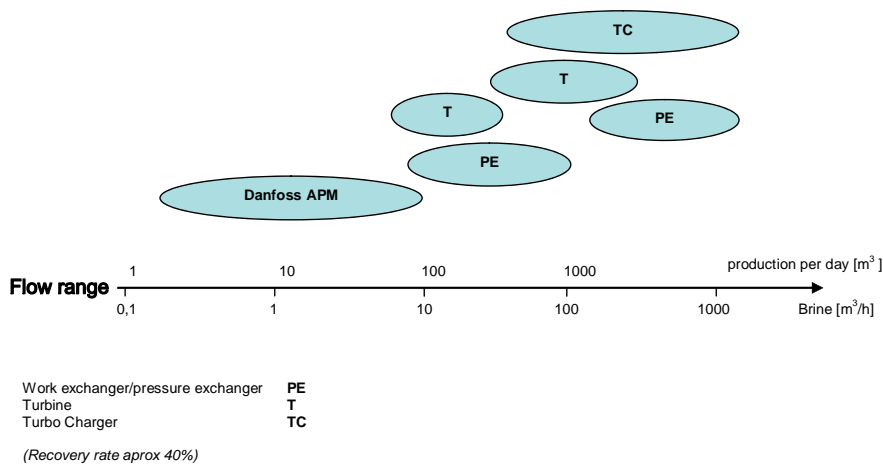 TC
T
T
PE
PE
Danfoss APM
1 10 100 1000 production per day [m³ ]
Flow range
0,1 1 10 100 1000 Brine [m³/h]
Work exchanger/pressure exchanger PE
Turbine T
Turbo Charger TC
(Recovery rate aprox 40%)